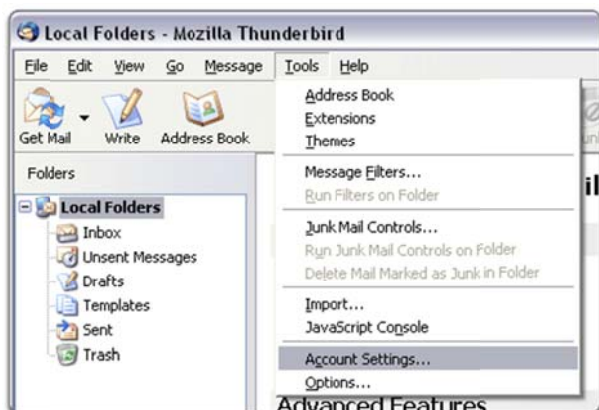 Local Folders - Mozilla Thunderbird
File Edit View Go Message Tools Help
Get Mail Write Address Book
Folders
Local Folders
Inbox
Unsent Messages
Drafts
Templates
Sent
Trash
Address Book
Extensions
Themes
Message Filters...
Run Filters on Folder
Junk Mail Controls...
Run Junk Mail Controls on Folder
Delete Mail Marked as Junk in Folder
Import...
JavaScript Console
Account Settings...
Options...
Advanced Features